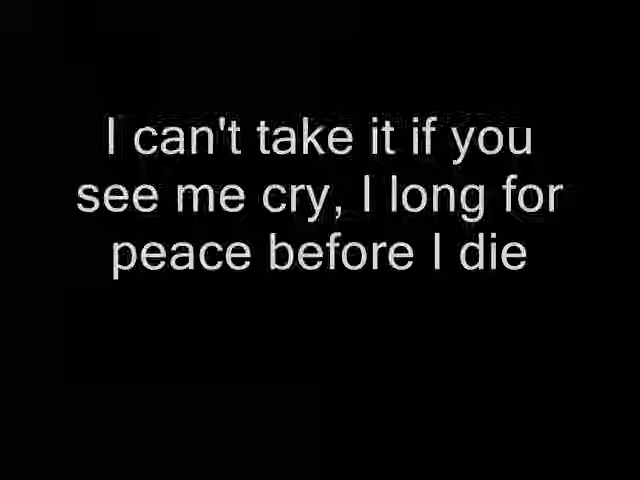 I can't take it if you
see me cry, I long for
peace before I die